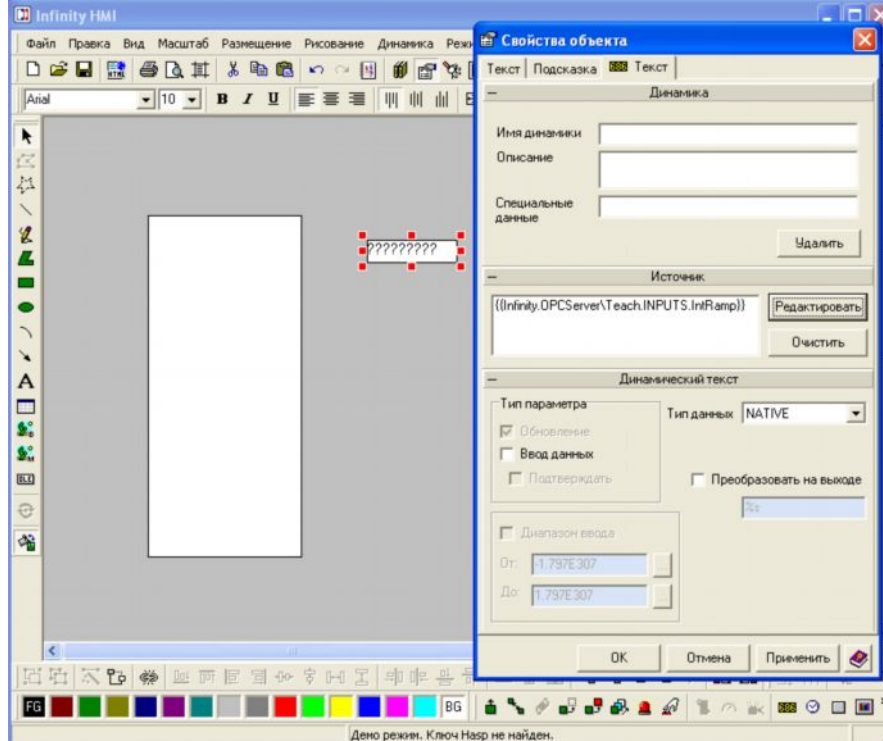 Infinity HMI
Файл Правка Вид Масштаб Размещение Рисование Динамика
Arial 10 B I U
A
?????????
FG BG
Свойства объекта
Текст Подсказка Текст
Динамика
Имя динамики
Описание
Специальные
данные
Удалить
Источник
{{Infinity.OPCServer\Teach.INPUTS.IntRamp}}
Редактировать
Очистить
Динамический текст
Тип параметра
Тип данных NATIVE
Обновление
Ввод данных
Подтверждать
Преобразовать на выходе
%s
Диапазон ввода
От: -1.797E307 ...
До: 1.797E307 ...
OK Отмена Применить
Демо режим. Ключ Hasp не найден.